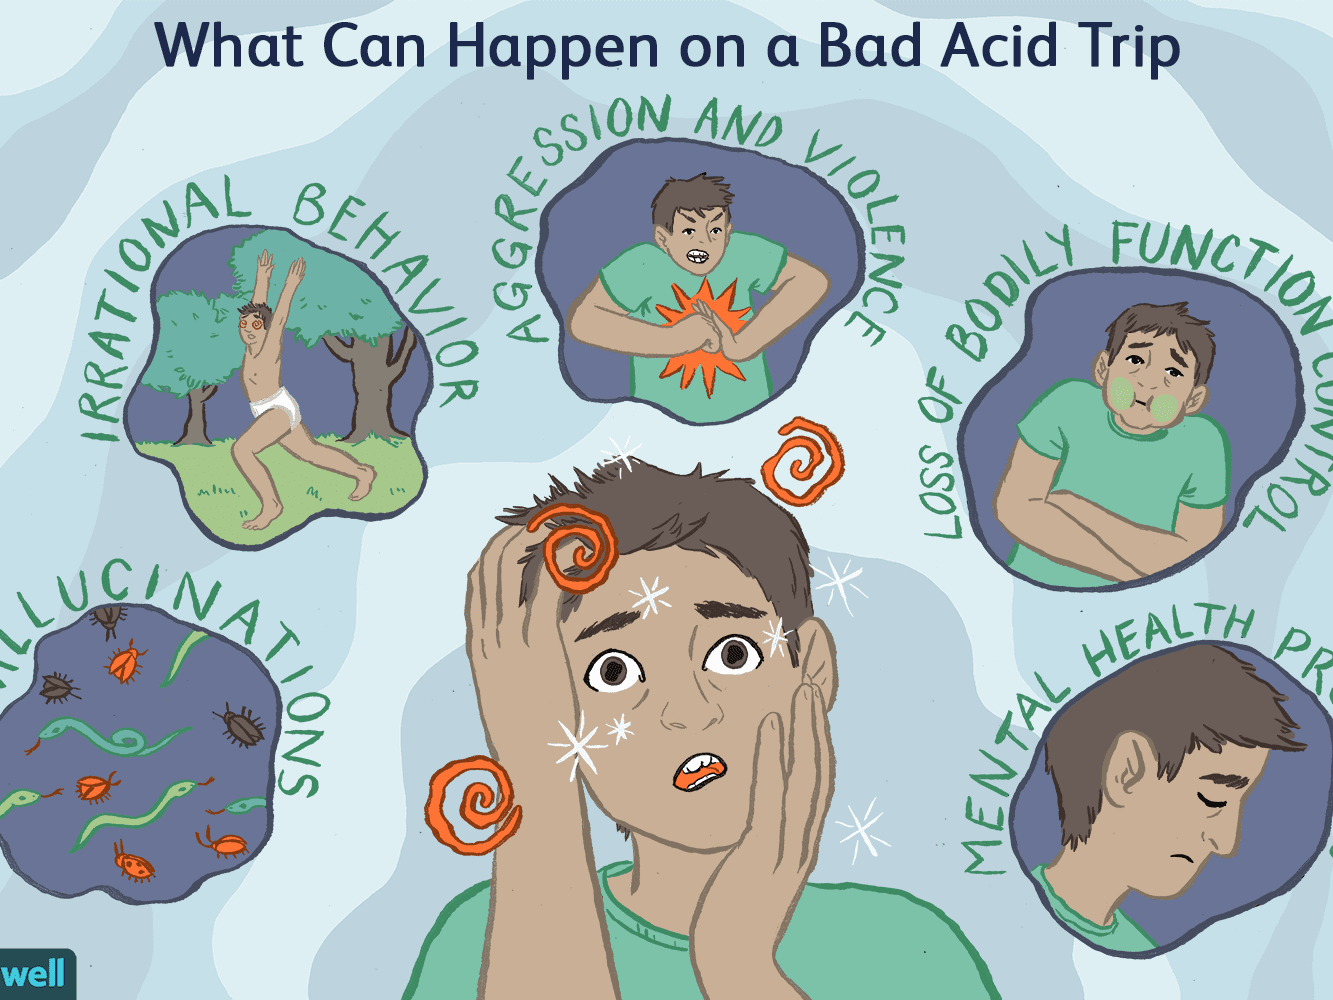 What Can Happen on a Bad Acid Trip
AGGRESSION AND VIOLENCE
IRRATIONAL BEHAVIOR
LOSS OF BODILY FUNCTION CONTROL
LLUCINATIONS
MENTAL HEALTH PR
well